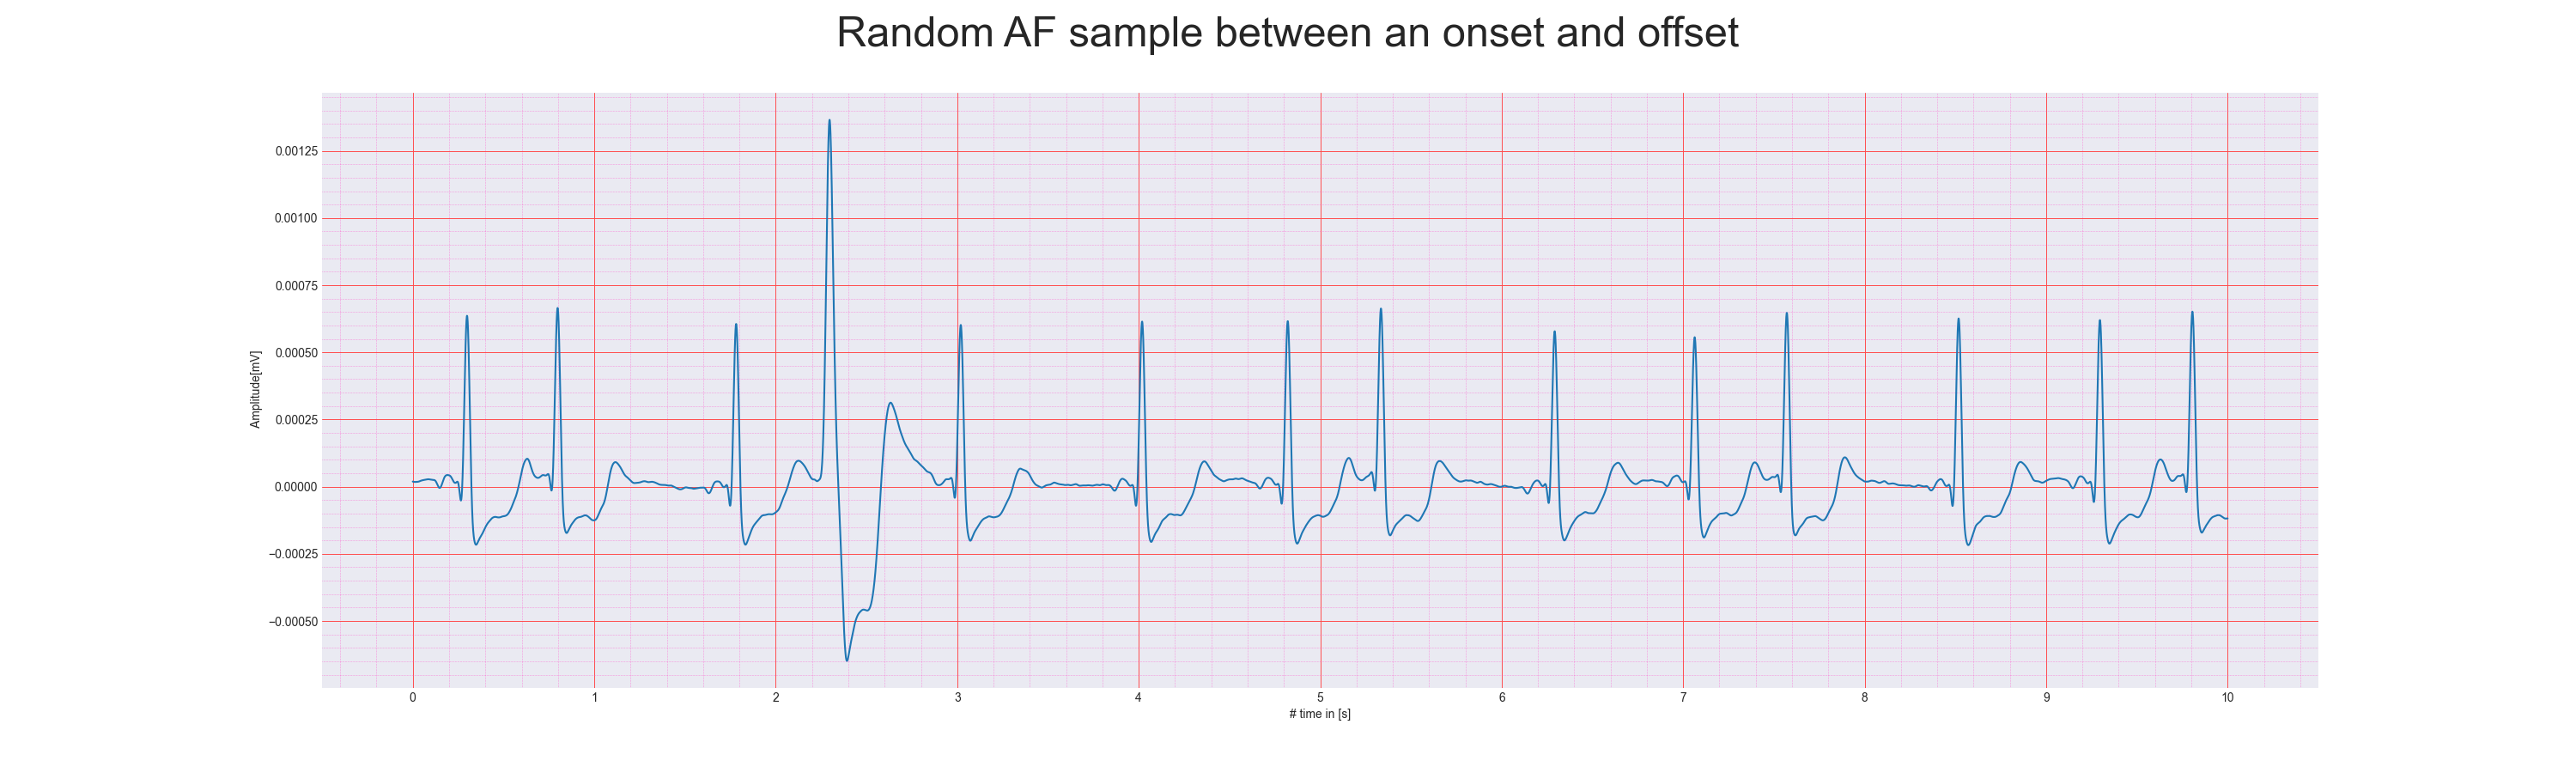 Random AF sample between an onset and offset
0.00125
0.00100
0.00075
0.00050
0.00025
0.00000
−0.00025
−0.00050
Amplitude[mV]
0 1 2 3 4 5 6 7 8 9 10
# time in [s]